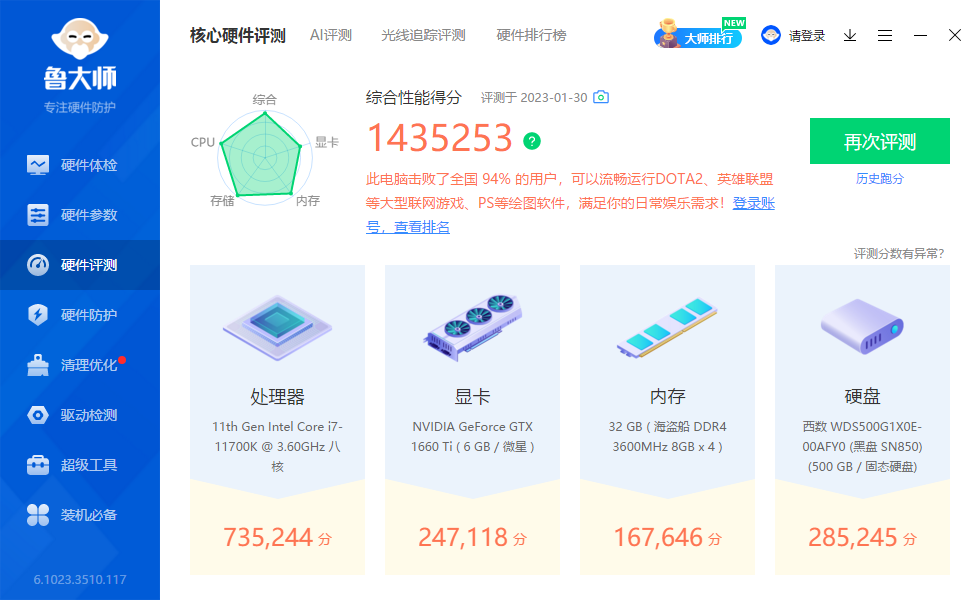 鲁大师
专注硬件防护
硬件体检
硬件参数
硬件评测
硬件防护
清理优化
驱动检测
超级工具
装机必备
6.1023.3510.117
核心硬件评测 AI评测 光线追踪评测 硬件排行榜
大师排行 NEW
请登录
综合
CPU
显卡
存储
内存
综合性能得分 评测于 2023-01-30
1435253 ?
此电脑击败了全国 94% 的用户，可以流畅运行DOTA2、英雄联盟
等大型联网游戏、PS等绘图软件，满足你的日常娱乐需求！登录账
号，查看排名
再次评测
历史跑分
评测分数有异常?
处理器
11th Gen Intel Core i7-
11700K @ 3.60GHz 八
核
735,244 分
显卡
NVIDIA GeForce GTX
1660 Ti ( 6 GB / 微星 )
247,118 分
内存
32 GB ( 海盗船 DDR4
3600MHz 8GB x 4 )
167,646 分
硬盘
西数 WDS500G1X0E-
00AFY0 (黑盘 SN850)
(500 GB / 固态硬盘)
285,245 分